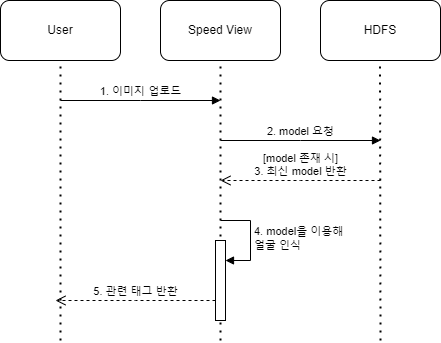 User
Speed View
HDFS
1. 이미지 업로드
2. model 요청
[model 존재 시]
3. 최신 model 반환
4. model을 이용해
얼굴 인식
5. 관련 태그 반환